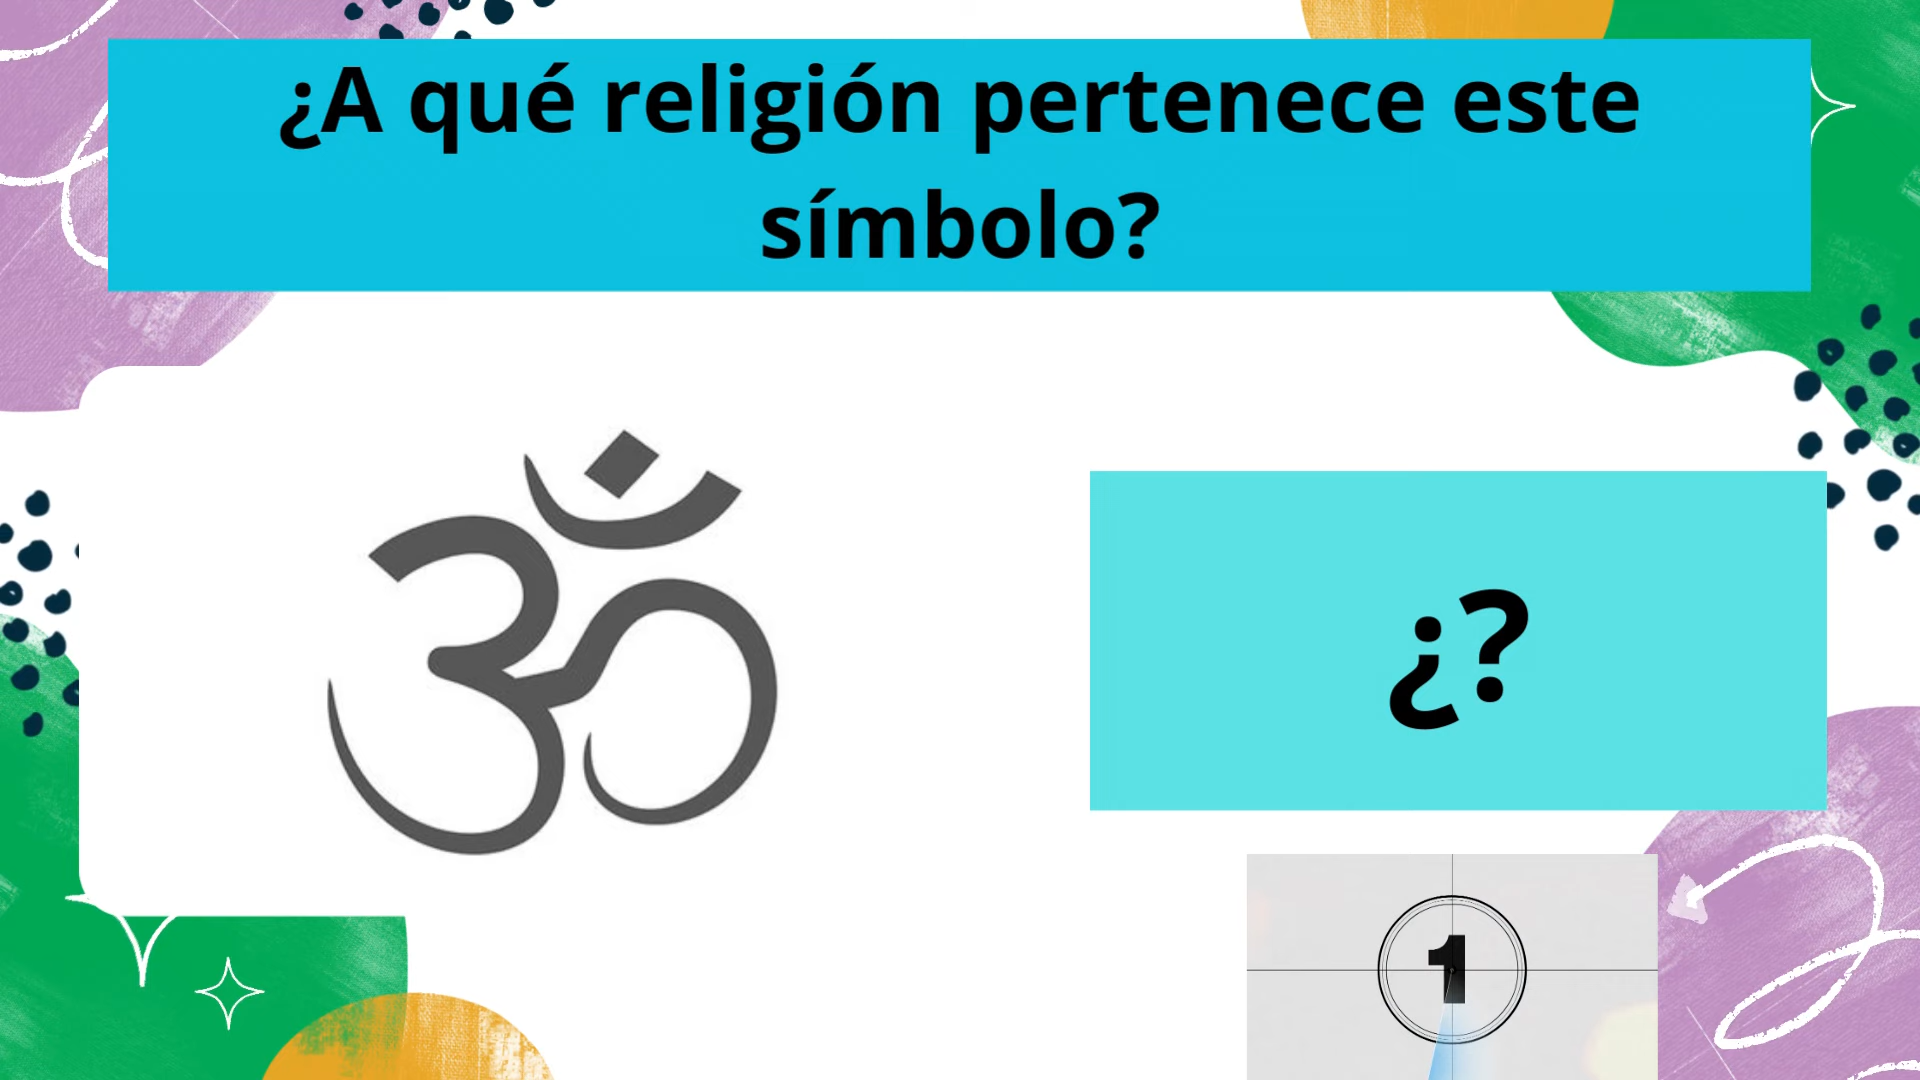 ¿A qué religión pertenece este
símbolo?
ॐ
¿?
1